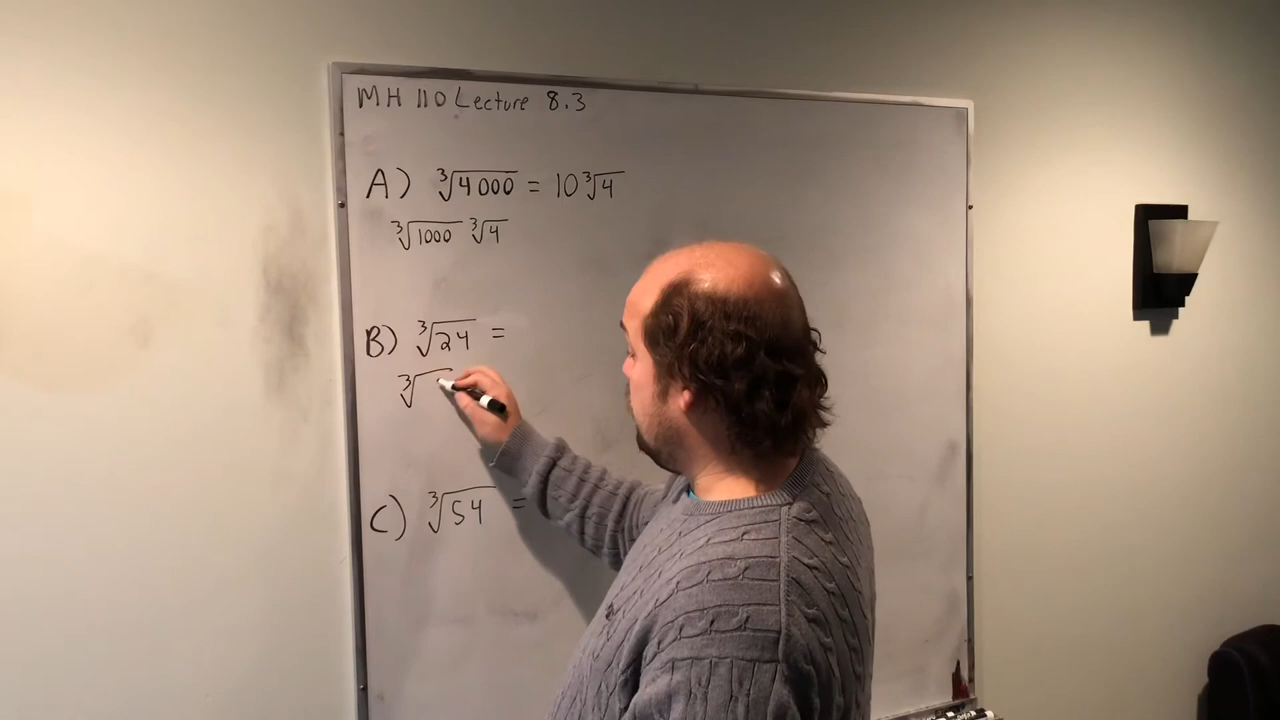 MH 110 Lecture 8.3
A) ∛4000 = 10∛4
∛1000 ∛4
B) ∛24 =
∛
C) ∛54 =